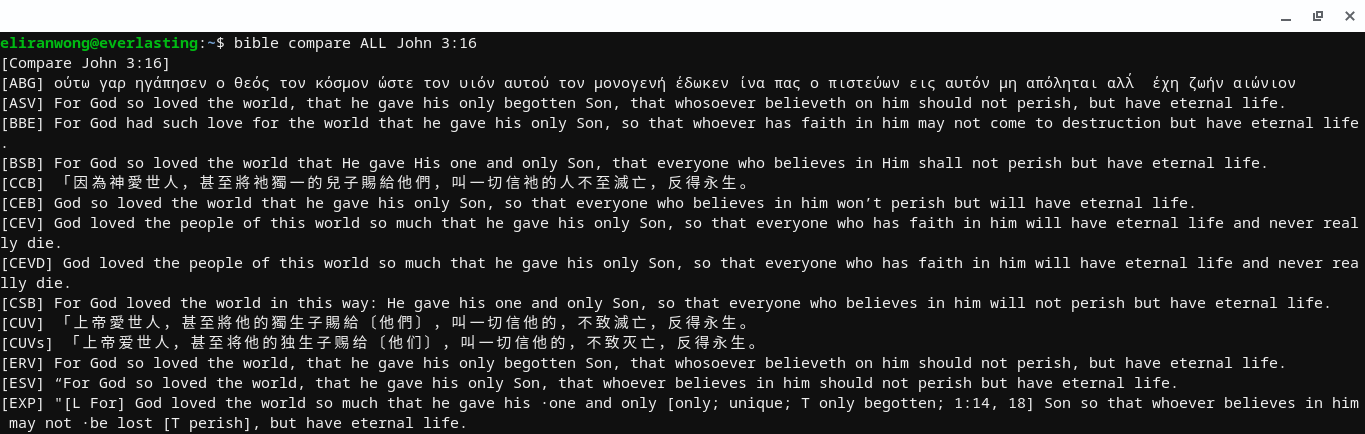 eliranwong@everlasting:~$ bible compare ALL John 3:16
[Compare John 3:16]
[ABG] ούτω γαρ ηγάπησεν ο θεός τον κόσμον ώστε τον υιόν αυτού τον μονογενή έδωκεν ίνα πας ο πιστεύων εις αυτόν μη απόληται αλλ́  έχη ζωήν αιώνιον
[ASV] For God so loved the world, that he gave his only begotten Son, that whosoever believeth on him should not perish, but have eternal life.
[BBE] For God had such love for the world that he gave his only Son, so that whoever has faith in him may not come to destruction but have eternal life
.
[BSB] For God so loved the world that He gave His one and only Son, that everyone who believes in Him shall not perish but have eternal life.
[CCB] 「因為神愛世人，甚至將祂獨一的兒子賜給他們，叫一切信祂的人不至滅亡，反得永生。
[CEB] God so loved the world that he gave his only Son, so that everyone who believes in him won’t perish but will have eternal life.
[CEV] God loved the people of this world so much that he gave his only Son, so that everyone who has faith in him will have eternal life and never real
ly die.
[CEVD] God loved the people of this world so much that he gave his only Son, so that everyone who has faith in him will have eternal life and never rea
lly die.
[CSB] For God loved the world in this way: He gave his one and only Son, so that everyone who believes in him will not perish but have eternal life.
[CUV] 「上帝愛世人，甚至將他的獨生子賜給〔他們〕，叫一切信他的，不致滅亡，反得永生。
[CUVs] 「上帝爱世人，甚至将他的独生子赐给〔他们〕，叫一切信他的，不致灭亡，反得永生。
[ERV] For God so loved the world, that he gave his only begotten Son, that whosoever believeth on him should not perish, but have eternal life.
[ESV] “For God so loved the world, that he gave his only Son, that whoever believes in him should not perish but have eternal life.
[EXP] "[L For] God loved the world so much that he gave his ·one and only [only; unique; T only begotten; 1:14, 18] Son so that whoever believes in him
may not ·be lost [T perish], but have eternal life.